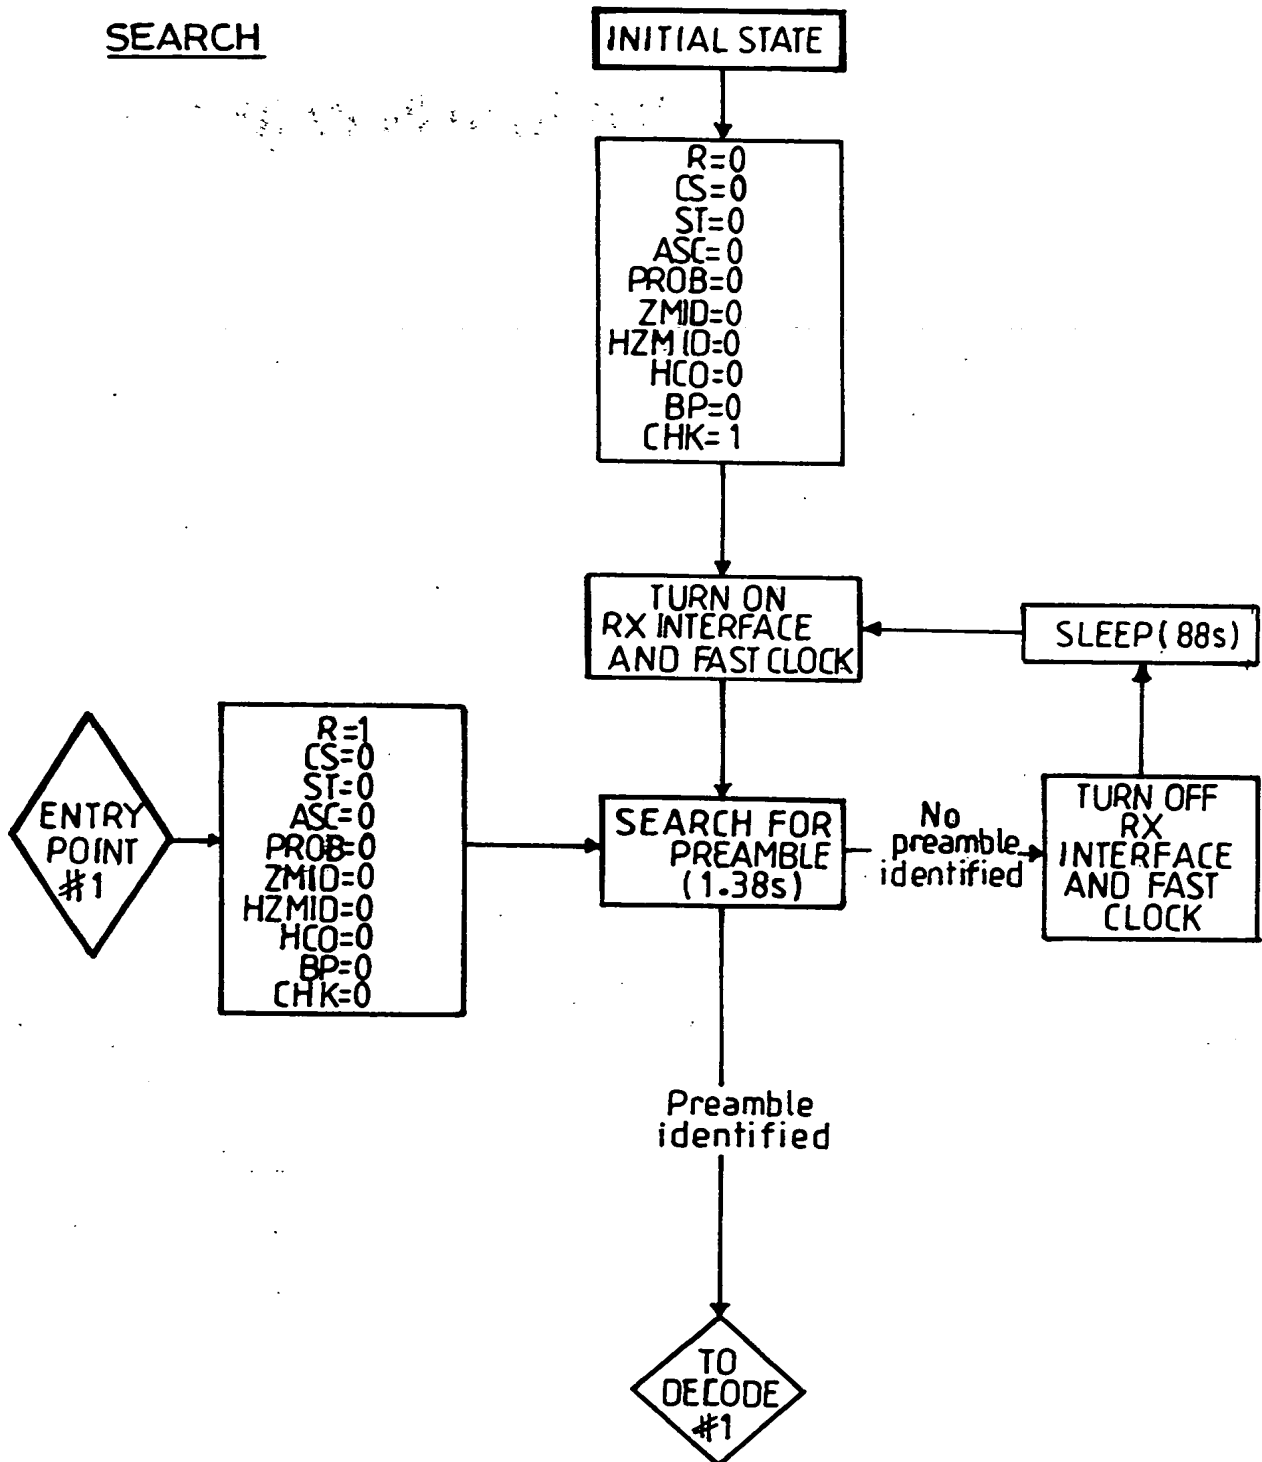 SEARCH
INITIAL STATE
R=0
CS=0
ST=0
ASC=0
PROB=0
ZMID=0
HZMID=0
HCO=0
BP=0
CHK=1
TURN ON
RX INTERFACE
AND FAST CLOCK
SLEEP(88s)
ENTRY
POINT
#1
R=1
CS=0
ST=0
ASC=0
PROB=0
ZMID=0
HZMID=0
HCO=0
BP=0
CHK=0
SEARCH FOR
PREAMBLE
(1.38s)
No
preamble
identified
TURN OFF
RX
INTERFACE
AND FAST
CLOCK
Preamble
identified
TO
DECODE
#1